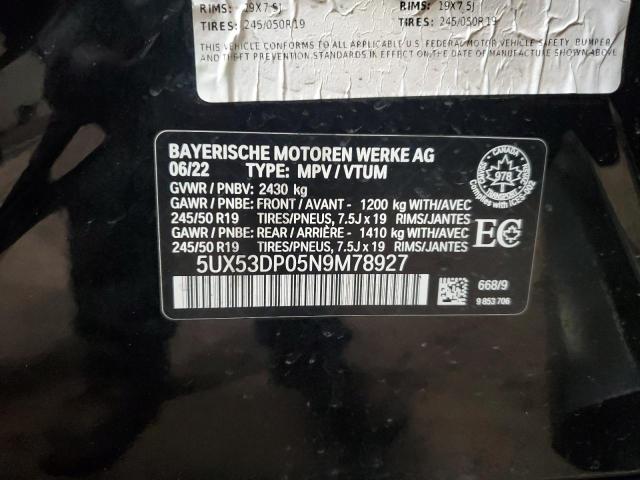 RIMS: 19X7.5J RIMS: 19X7.5J
TIRES: 245/050R19 TIRES: 245/050R19
THIS VEHICLE CONFORMS TO ALL APPLICABLE U.S. FEDERAL MOTOR VEHICLE SAFETY, BUMPER,
AND THEFT PREVENTION STANDARDS IN EFFECT ON THE DATE OF MANUFACTURE SHOWN ABOVE
BAYERISCHE MOTOREN WERKE AG
06/22 TYPE: MPV / VTUM
GVWR / PNBV: 2430 kg
GAWR / PNBE: FRONT / AVANT - 1200 kg WITH/AVEC
245/50 R19 TIRES/PNEUS, 7.5J x 19 RIMS/JANTES
GAWR / PNBE: REAR / ARRIÈRE - 1410 kg WITH/AVEC
245/50 R19 TIRES/PNEUS, 7.5J x 19 RIMS/JANTES
CANADA
978
TRANSPORT
EC
5UX53DP05N9M78927
668/9
9 853 706